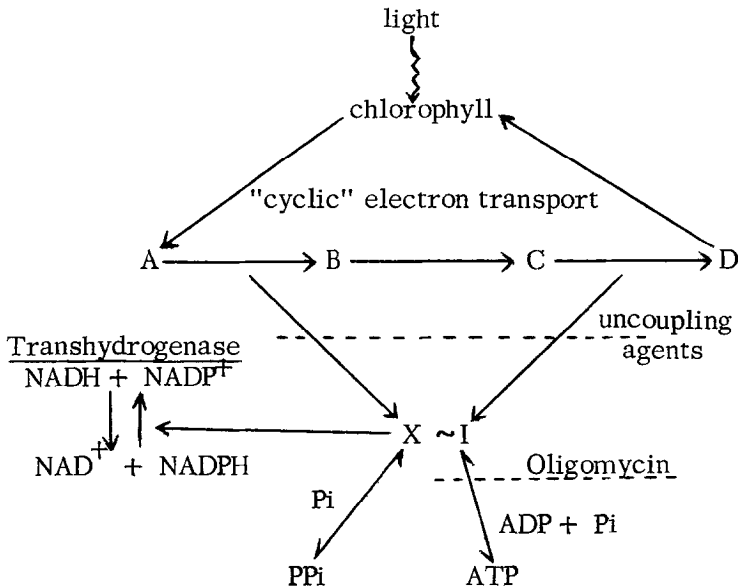 light
chlorophyll
"cyclic" electron transport
A B C D
uncoupling
agents
Transhydrogenase
NADH + NADP+
X ~ I
NAD+ + NADPH
Oligomycin
Pi
ADP + Pi
PPi ATP